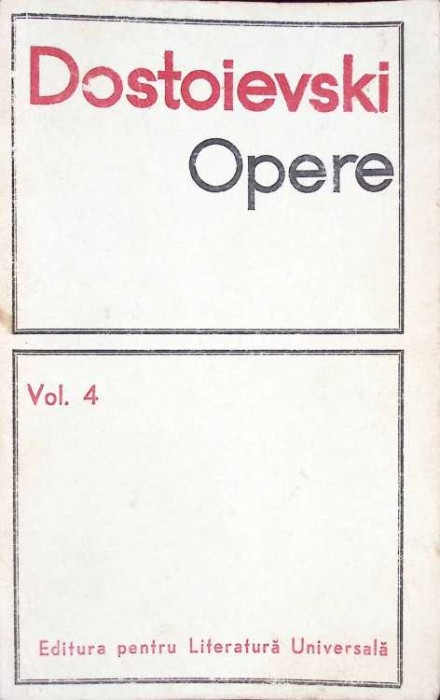 Dostoievski
Opere
Vol. 4
Editura pentru Literatură Universală